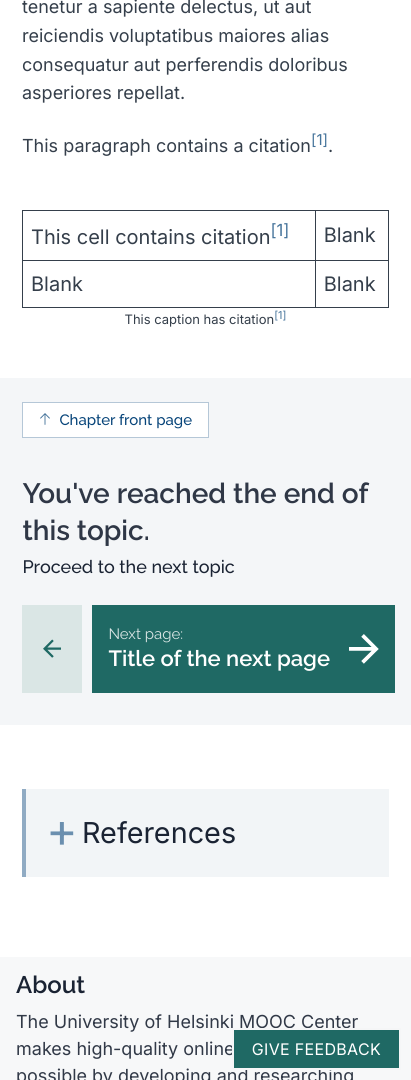 tenetur a sapiente delectus, ut aut
reiciendis voluptatibus maiores alias
consequatur aut perferendis doloribus
asperiores repellat.
This paragraph contains a citation[1].
This cell contains citation[1] Blank
Blank Blank
This caption has citation[1]
↑ Chapter front page
You've reached the end of
this topic.
Proceed to the next topic
Next page:
Title of the next page
References
About
The University of Helsinki MOOC Center
makes high-quality online
GIVE FEEDBACK
possible by developing and researching